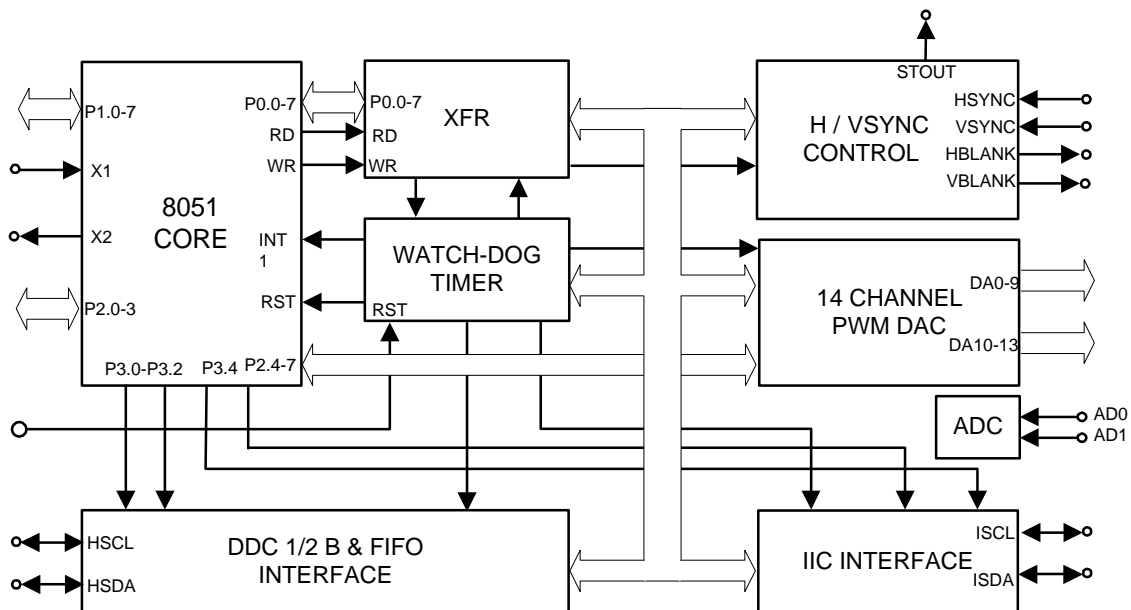 STOUT
P1.0-7
P0.0-7
P0.0-7
XFR
HSYNC
RD
RD
VSYNC
H / VSYNC
CONTROL
WR
WR
HBLANK
X1
VBLANK
8051
CORE
X2
INT
1
WATCH-DOG
TIMER
14 CHANNEL
PWM DAC
DA0-9
P2.0-3
RST
RST
DA10-13
P3.0-P3.2
P3.4
P2.4-7
ADC
AD0
AD1
HSCL
DDC 1/2 B & FIFO
INTERFACE
HSDA
IIC INTERFACE
ISCL
ISDA